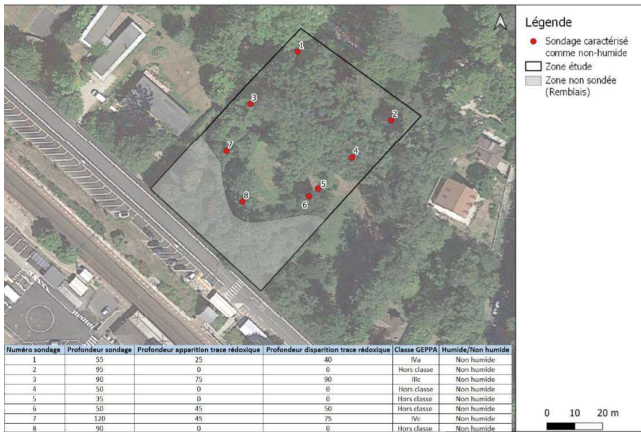 Légende
Sondage caractérisé
comme non-humide
Zone étude
Zone non sondée
(Remblais)
1
2
3
4
5
6
7
8
Numéro sondage Profondeur sondage Profondeur apparition trace rédoxique Profondeur disparition trace rédoxique Classe GEPPA Humide/Non humide
1 55 25 40 IVa Non humide
2 95 0 0 Hors classe Non humide
3 90 75 90 IIIc Non humide
4 50 0 0 Hors classe Non humide
5 35 0 0 Hors classe Non humide
6 50 45 50 Hors classe Non humide
7 120 45 75 IVc Non humide
8 90 0 0 Hors classe Non humide
0 10 20 m